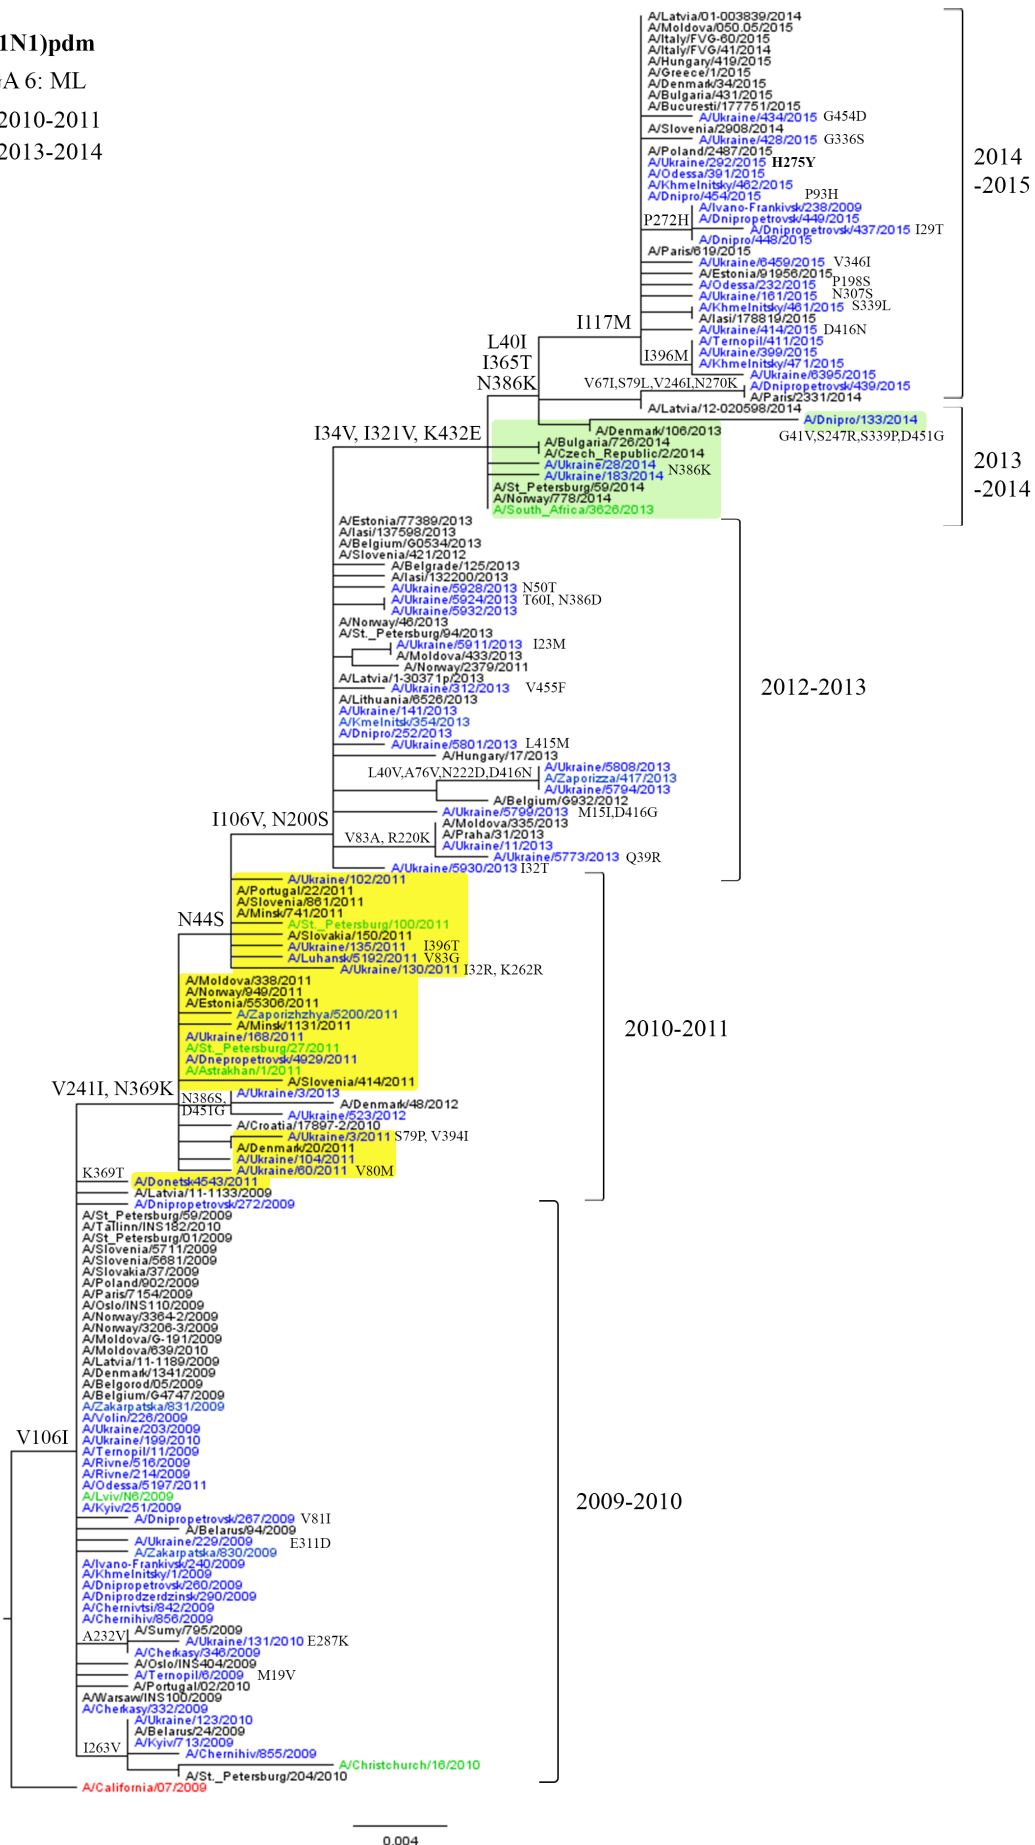 1N1)pdm
GA 6: ML
2010-2011
2013-2014
A/Latvia/01-003839/2014
A/Moldova/050.05/2015
A/Italy/FVG-60/2015
A/Italy/FVG/41/2014
A/Hungary/419/2015
A/Greece/1/2015
A/Denmark/34/2015
A/Bulgaria/431/2015
A/Bucuresti/177751/2015
A/Ukraine/434/2015 G454D
A/Slovenia/2908/2014
A/Ukraine/428/2015 G336S
A/Poland/2487/2015
A/Ukraine/292/2015 H275Y
A/Odessa/391/2015
A/Khmelnitsky/462/2015
A/Dnipro/454/2015 P93H
A/Ivano-Frankivsk/238/2009
P272H A/Dnipropetrovsk/449/2015
A/Dnipropetrovsk/437/2015 I29T
A/Dnipro/448/2015
A/Paris/619/2015
A/Ukraine/6459/2015 V346I
A/Estonia/91956/2015
A/Odessa/232/2015 P198S
A/Ukraine/161/2015 N307S
A/Khmelnitsky/461/2015 S339L
A/Iasi/178819/2015
I117M
A/Ukraine/414/2015 D416N
A/Ternopil/411/2015
A/Ukraine/399/2015
I396M
A/Khmelnitsky/471/2015
A/Ukraine/6395/2015
2014
-2015
L40I
I365T
N386K
V67I,S79L,V246I,N270K
A/Dnipropetrovsk/439/2015
A/Paris/2331/2014
A/Latvia/12-020598/2014
A/Dnipro/133/2014
G41V,S247R,S339P,D451G
A/Denmark/106/2013
I34V, I321V, K432E
A/Bulgaria/726/2014
A/Czech_Republic/2/2014
A/Ukraine/28/2014
N386K
A/Ukraine/183/2014
A/St_Petersburg/59/2014
A/Norway/778/2014
A/South_Africa/3626/2013
2013
-2014
A/Estonia/77389/2013
A/Iasi/137598/2013
A/Belgium/G0534/2013
A/Slovenia/421/2012
A/Belgrade/125/2013
A/Iasi/132200/2013
A/Ukraine/5928/2013 N50T
A/Ukraine/5924/2013 T60I, N386D
A/Ukraine/5932/2013
A/Norway/46/2013
A/St._Petersburg/94/2013
A/Ukraine/5911/2013 I23M
A/Moldova/433/2013
A/Norway/2379/2011
A/Latvia/1-30371p/2013
A/Ukraine/312/2013 V455F
2012-2013
A/Lithuania/6526/2013
A/Ukraine/141/2013
A/Kmelnitsk/354/2013
A/Dnipro/252/2013
A/Ukraine/5801/2013 L415M
A/Hungary/17/2013
A/Ukraine/5808/2013
L40V,A76V,N222D,D416N
A/Zaporizza/417/2013
A/Ukraine/5794/2013
A/Belgium/G932/2012
A/Ukraine/5799/2013 M15I,D416G
I106V, N200S
A/Moldova/335/2013
V83A, R220K A/Praha/31/2013
A/Ukraine/11/2013
A/Ukraine/5773/2013 Q39R
A/Ukraine/5930/2013 I32T
A/Ukraine/102/2011
A/Portugal/22/2011
A/Slovenia/861/2011
A/Minsk/741/2011
N44S
A/St._Petersburg/100/2011
A/Slovakia/150/2011
A/Ukraine/135/2011 I396T
A/Luhansk/5192/2011 V83G
A/Ukraine/130/2011 I32R, K262R
A/Moldova/338/2011
A/Norway/949/2011
A/Estonia/55306/2011
A/Zaporizhzhya/5200/2011
A/Minsk/1131/2011
2010-2011
A/Ukraine/168/2011
A/St._Petersburg/27/2011
A/Dnepropetrovsk/4929/2011
A/Astrakhan/1/2011
A/Slovenia/414/2011
V241I, N369K
A/Ukraine/3/2013
N386S,
D451G
A/Denmark/48/2012
A/Ukraine/523/2012
A/Croatia/17897-2/2010
A/Ukraine/3/2011 S79P, V394I
A/Denmark/20/2011
A/Ukraine/104/2011
A/Ukraine/60/2011 V80M
K369T
A/Donetsk4543/2011
A/Latvia/11-1133/2009
A/Dnipropetrovsk/272/2009
A/St_Petersburg/59/2009
A/Tallinn/INS182/2010
A/St_Petersburg/01/2009
A/Slovenia/5711/2009
A/Slovenia/5681/2009
A/Slovakia/37/2009
A/Poland/902/2009
A/Paris/7154/2009
A/Oslo/INS110/2009
A/Norway/3364-2/2009
A/Norway/3206-3/2009
A/Moldova/G-191/2009
A/Moldova/639/2010
A/Latvia/11-1189/2009
A/Denmark/1341/2009
A/Belgorod/05/2009
A/Belgium/G4747/2009
A/Zakarpatska/831/2009
A/Volin/226/2009
A/Ukraine/203/2009
V106I
A/Ukraine/199/2010
A/Ternopil/11/2009
A/Rivne/516/2009
A/Rivne/214/2009
A/Odessa/5197/2011
A/Lviv/N6/2009
2009-2010
A/Kyiv/251/2009
A/Dnipropetrovsk/267/2009 V81I
A/Belarus/94/2009
A/Ukraine/229/2009 E311D
A/Zakarpatska/830/2009
A/Ivano-Frankivsk/240/2009
A/Khmelnitsky/1/2009
A/Dnipropetrovsk/260/2009
A/Dniprodzerdzinsk/290/2009
A/Chernivtsi/842/2009
A/Chernihiv/856/2009
A/Sumy/795/2009
A232V
A/Ukraine/131/2010 E287K
A/Cherkasy/346/2009
A/Oslo/INS404/2009
A/Ternopil/6/2009 M19V
A/Portugal/02/2010
A/Warsaw/INS100/2009
A/Cherkasy/332/2009
A/Ukraine/123/2010
A/Belarus/24/2009
A/Kyiv/713/2009
I263V
A/Chernihiv/855/2009
A/Christchurch/16/2010
A/St._Petersburg/204/2010
A/California/07/2009
0.004